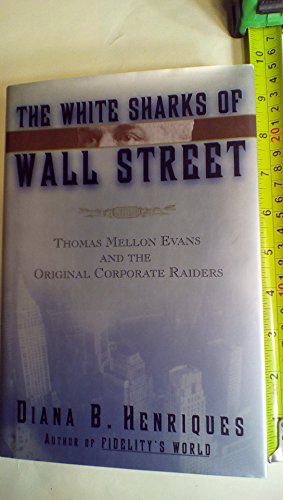 THE WHITE SHARKS OF
WALL STREET
THOMAS MELLON EVANS
AND THE
ORIGINAL CORPORATE RAIDERS
DIANA B. HENRIQUES
AUTHOR OF FIDELITY'S WORLD